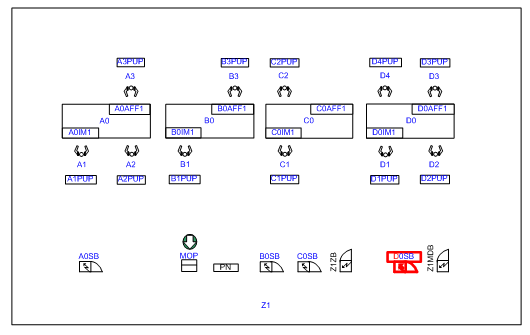 A3PUP B3PUP C2PUP D4PUP D3PUP
A3 B3 C2 D4 D3
A0AFF1 B0AFF1 C0AFF1 D0AFF1
A0 B0 C0 D0
A0IM1 B0IM1 C0IM1 D0IM1
A1 A2 B1 C1 D1 D2
A1PUP A2PUP B1PUP C1PUP D1PUP D2PUP
A0SB MOP PN B0SB C0SB Z1ZB D0SB Z1MDB
Z1